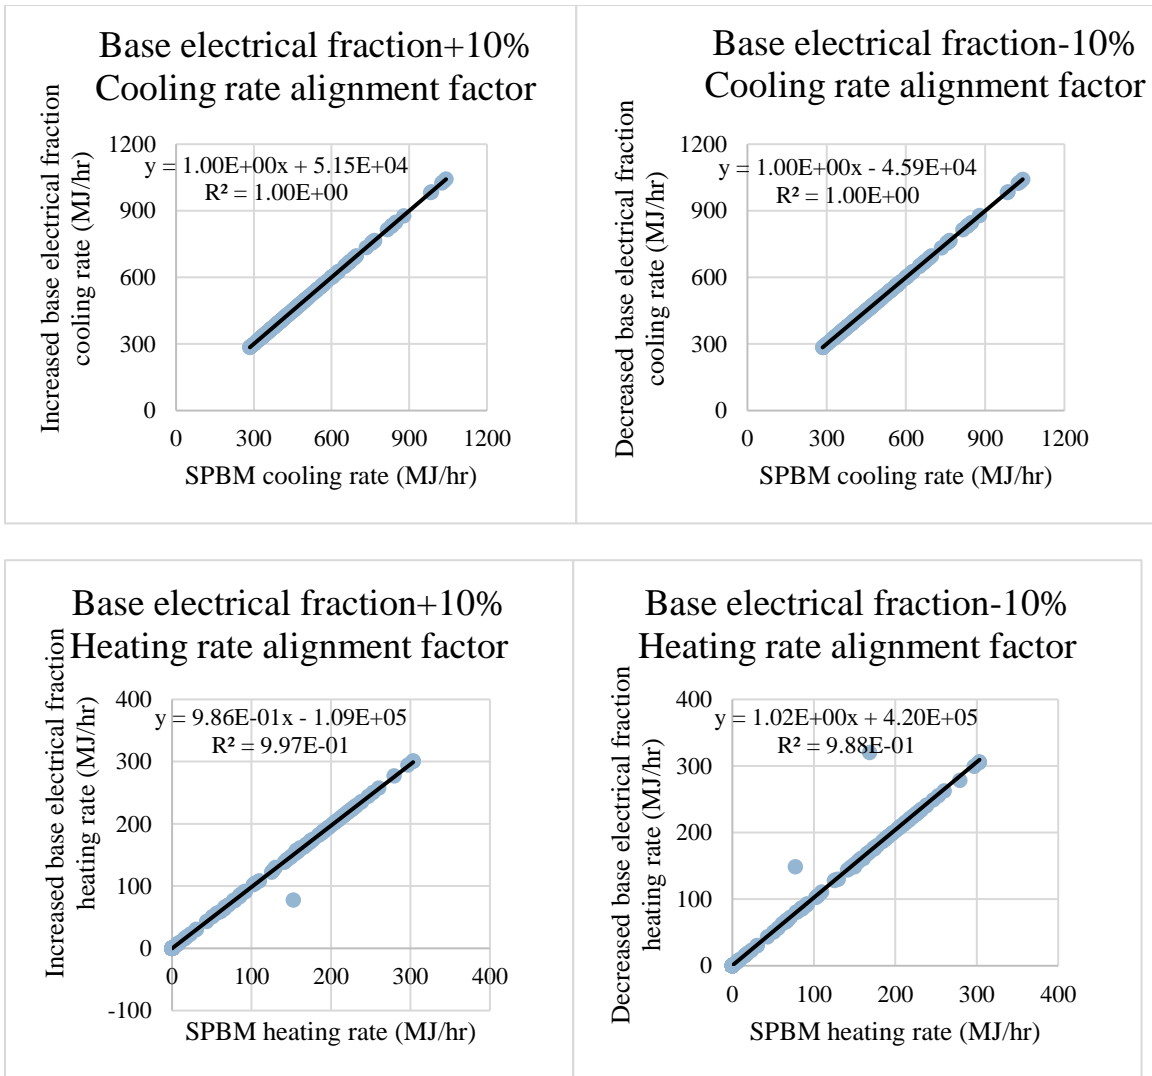 Base electrical fraction+10%
Cooling rate alignment factor
Increased base electrical fraction
cooling rate (MJ/hr)
1200
900
600
300
0
y = 1.00E+00x + 5.15E+04
R² = 1.00E+00
0 300 600 900 1200
SPBM cooling rate (MJ/hr)
Base electrical fraction-10%
Cooling rate alignment factor
Decreased base electric fraction
cooling rate (MJ/hr)
1200
900
600
300
0
y = 1.00E+00x - 4.59E+04
R² = 1.00E+00
0 300 600 900 1200
SPBM cooling rate (MJ/hr)
Base electrical fraction+10%
Heating rate alignment factor
Increased base electrical fraction
heating rate (MJ/hr)
400
300
200
100
0
-100
y = 9.86E-01x - 1.09E+05
R² = 9.97E-01
0 100 200 300 400
SPBM heating rate (MJ/hr)
Base electrical fraction-10%
Heating rate alignment factor
Decreased base electrical fraction
heating rate (MJ/hr)
400
300
200
100
0
y = 1.02E+00x + 4.20E+05
R² = 9.88E-01
0 100 200 300 400
SPBM heating rate (MJ/hr)